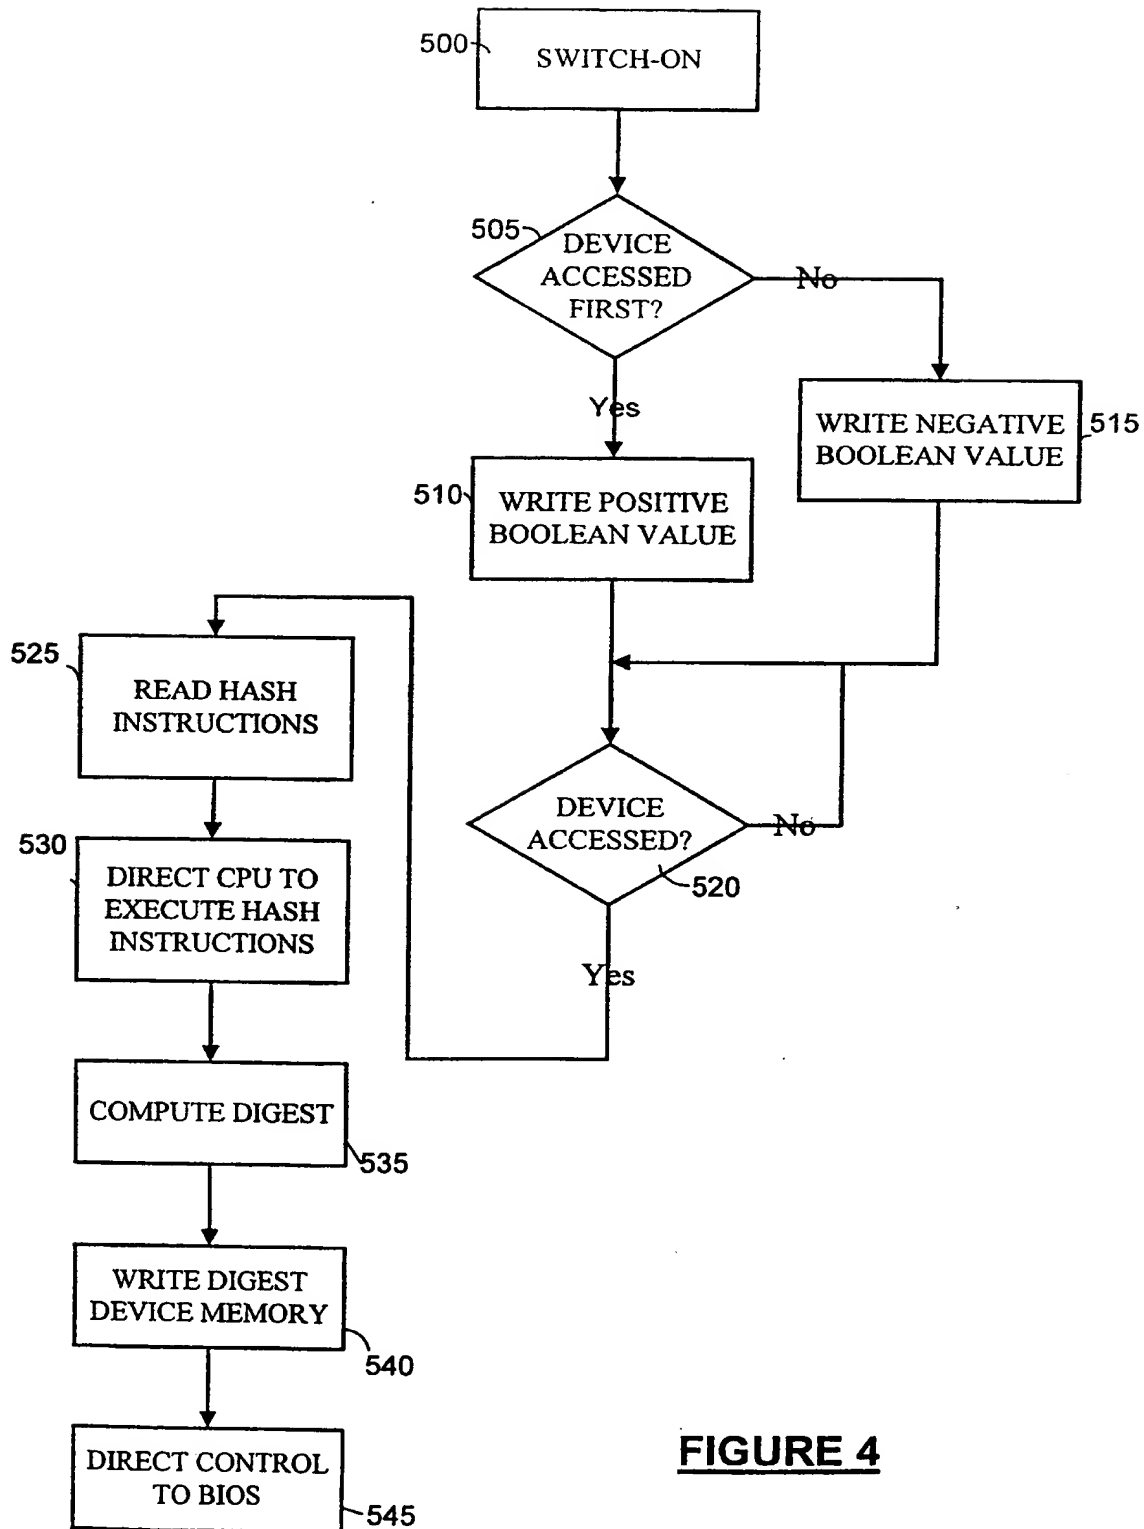 500
SWITCH-ON
505
DEVICE
ACCESSED
FIRST?
No
Yes
WRITE NEGATIVE
BOOLEAN VALUE
515
510
WRITE POSITIVE
BOOLEAN VALUE
525
READ HASH
INSTRUCTIONS
DEVICE
ACCESSED?
No
520
Yes
530
DIRECT CPU TO
EXECUTE HASH
INSTRUCTIONS
COMPUTE DIGEST
535
WRITE DIGEST
DEVICE MEMORY
540
DIRECT CONTROL
TO BIOS
545
FIGURE 4